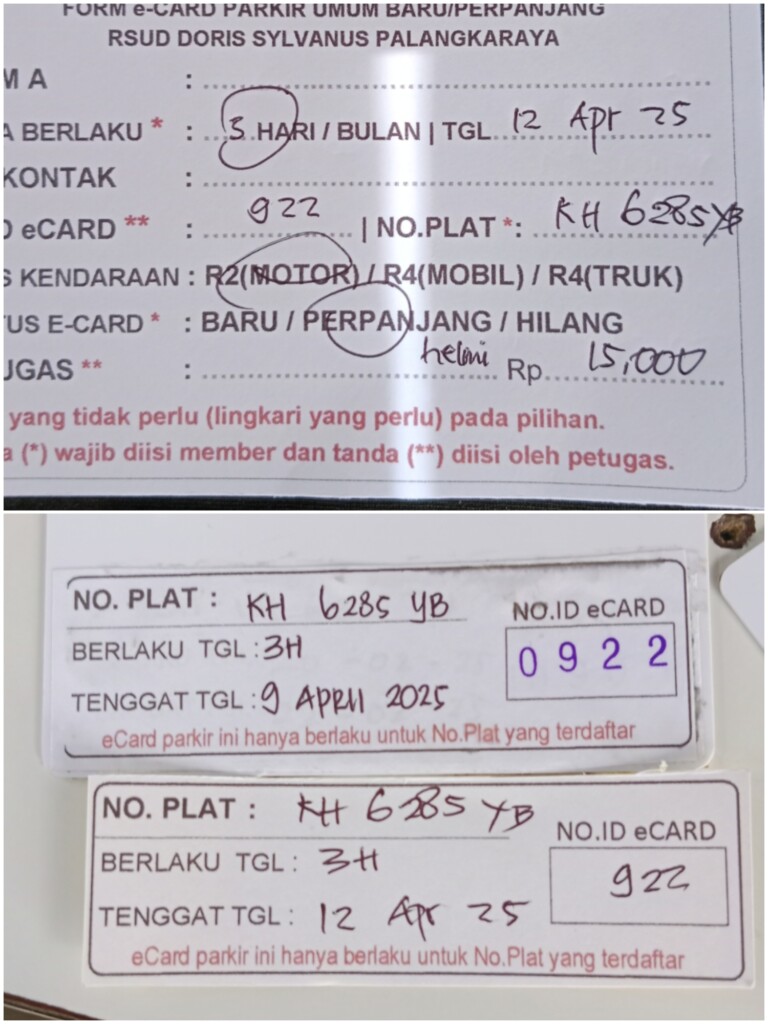 FORM e-CARD PARKIR UMUM BARU/PERPANJANG
RSUD DORIS SYLVANUS PALANGKARAYA
M A :
A BERLAKU * : 3 HARI / BULAN | TGL 12 Apr 25
KONTAK :
D eCARD ** : 922 | NO.PLAT *: KH 6285 YB
S KENDARAAN : R2(MOTOR) / R4(MOBIL) / R4(TRUK)
TUS E-CARD * : BARU / PERPANJANG / HILANG
UGAS ** : helmi Rp. 15,000
yang tidak perlu (lingkari yang perlu) pada pilihan.
a (*) wajib diisi member dan tanda (**) diisi oleh petugas.
NO. PLAT : KH 6285 YB
NO.ID eCARD
BERLAKU TGL : 3H
0922
TENGGAT TGL : 9 APRIl 2025
eCard parkir ini hanya berlaku untuk No.Plat yang terdaftar
NO. PLAT : KH 6285 YB
NO.ID eCARD
BERLAKU TGL : 3H
922
TENGGAT TGL : 12 Apr 25
eCard parkir ini hanya berlaku untuk No.Plat yang terdaftar